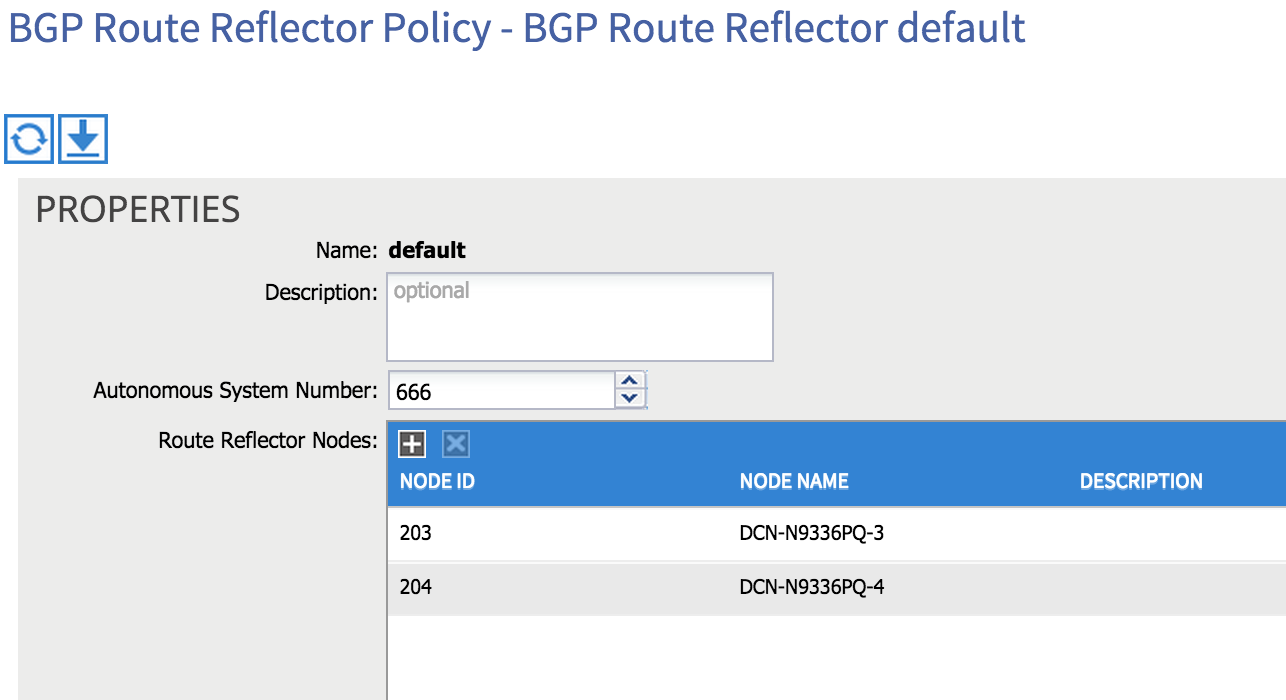 BGP Route Reflector Policy - BGP Route Reflector default
PROPERTIES
Name: default
Description: optional
Autonomous System Number: 666
Route Reflector Nodes:
NODE ID NODE NAME DESCRIPTION
203 DCN-N9336PQ-3
204 DCN-N9336PQ-4